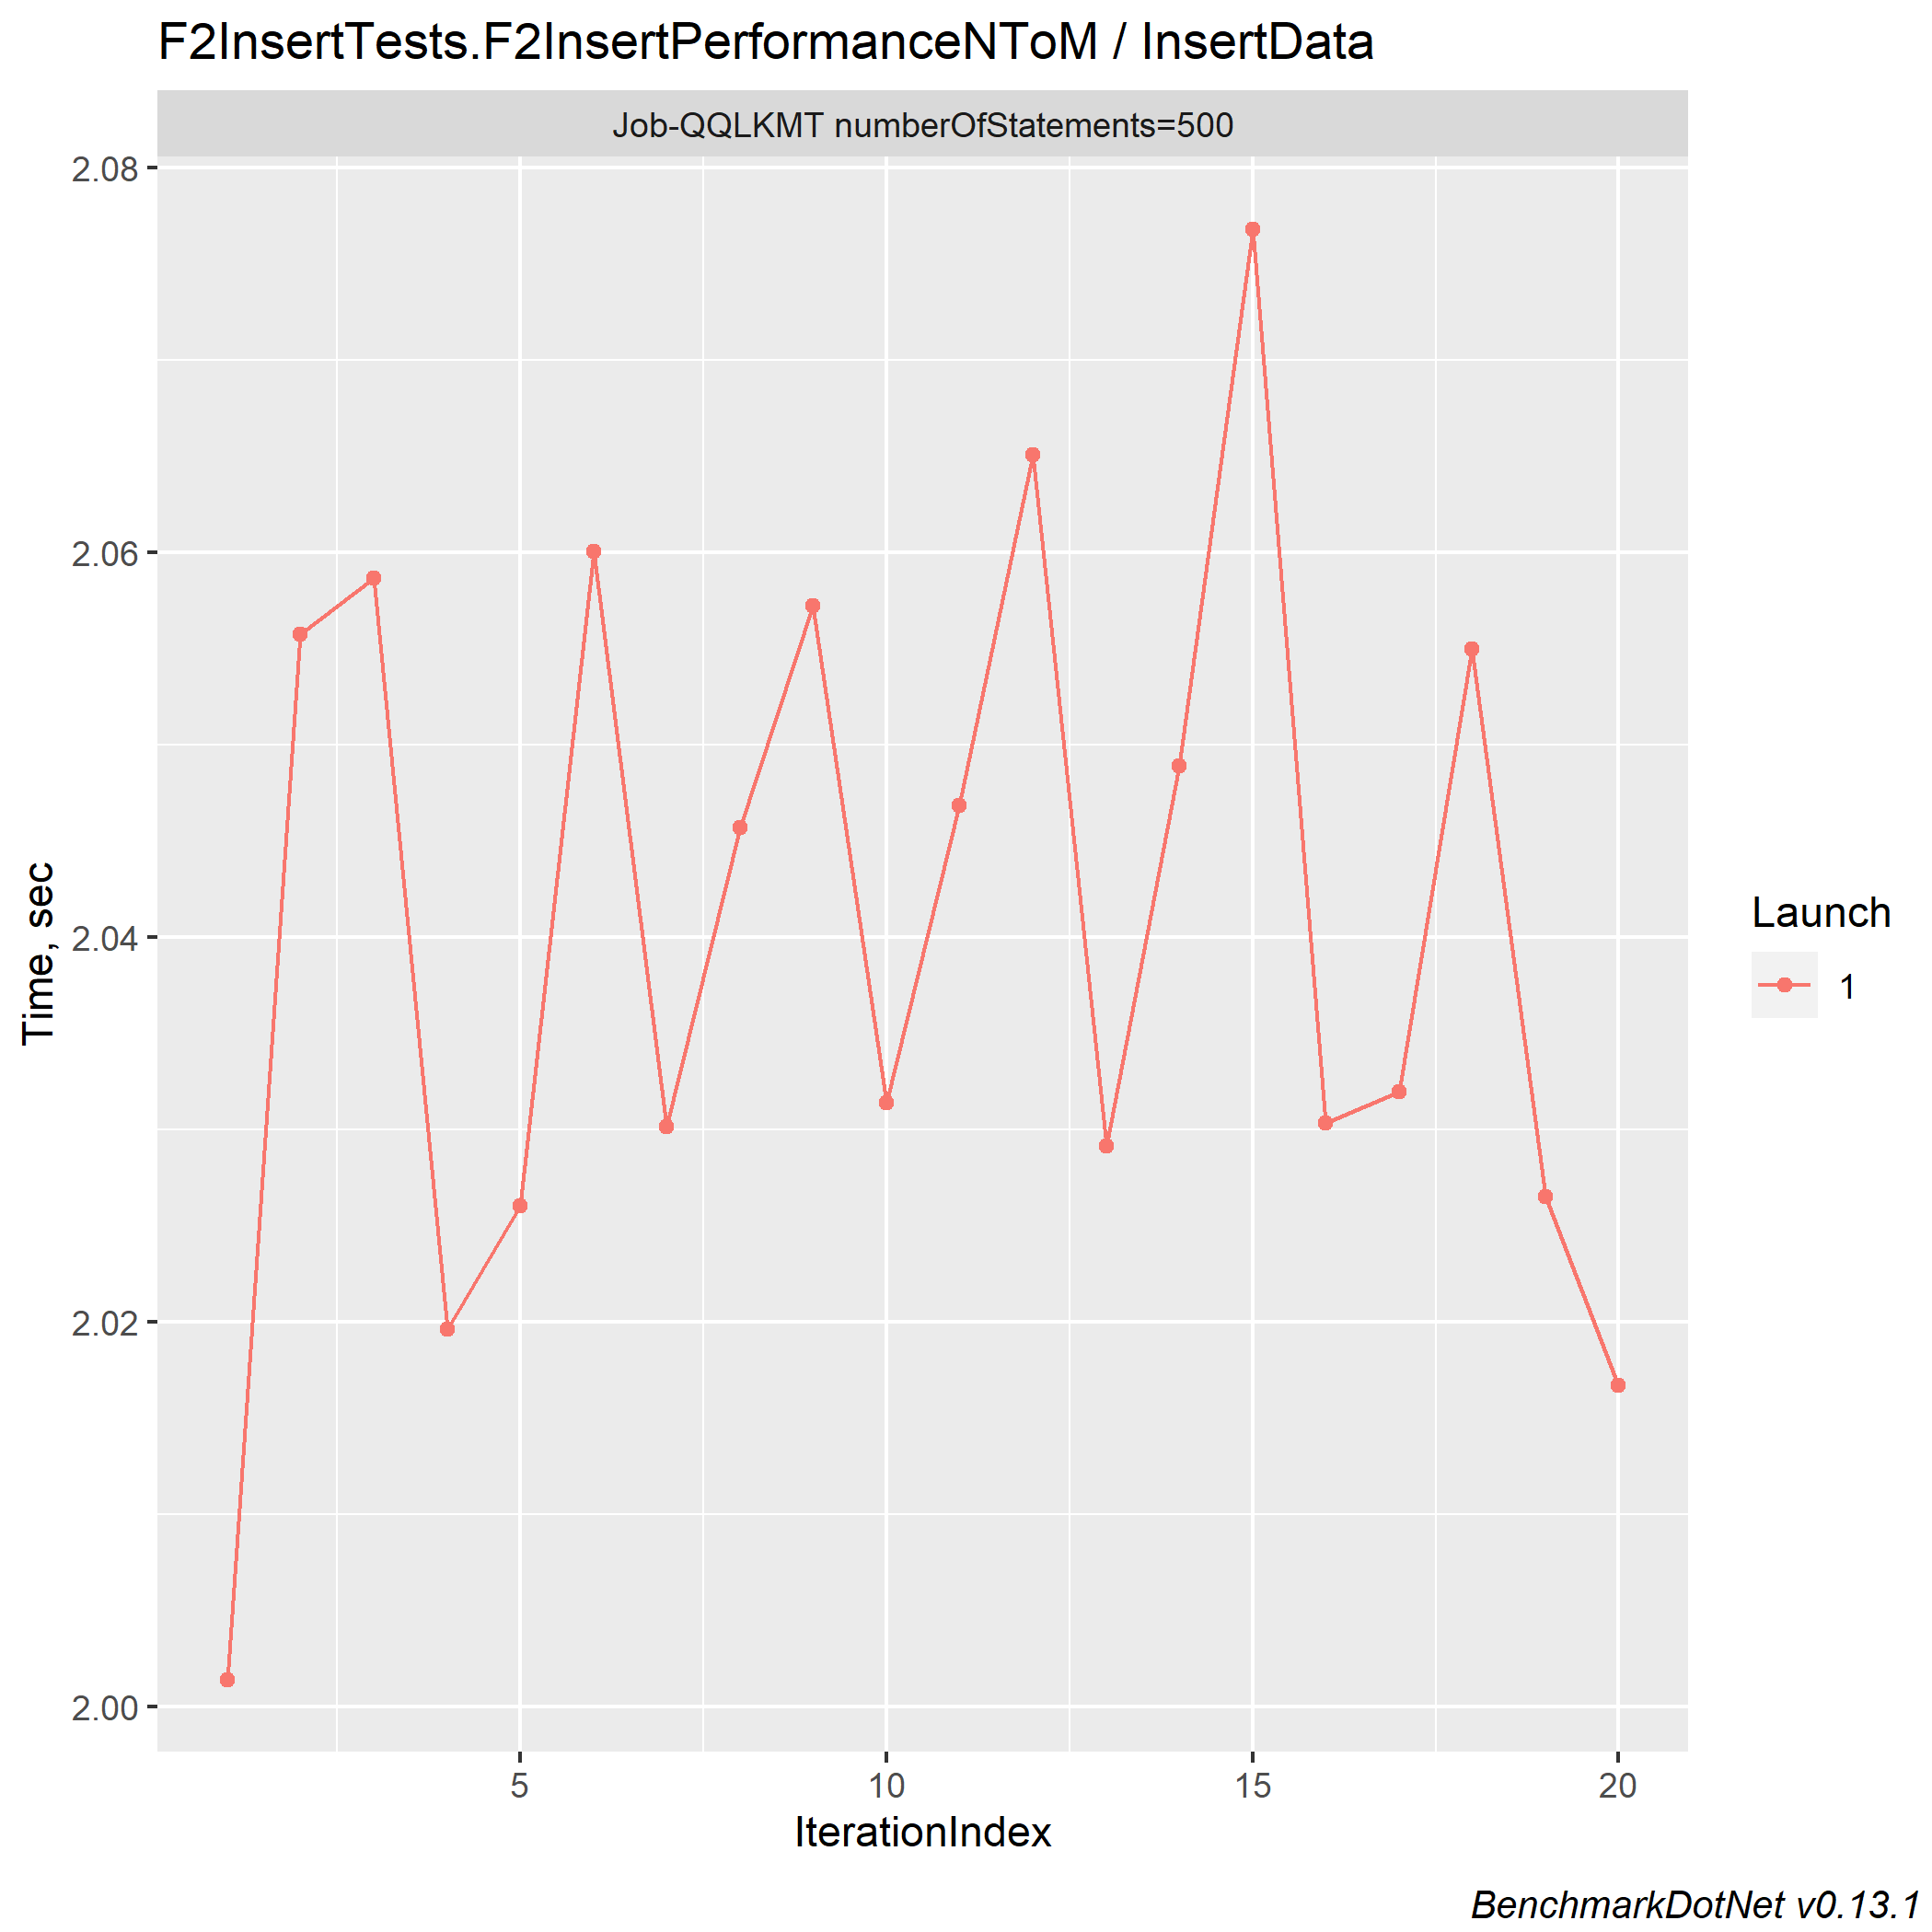 F2InsertTests.F2InsertPerformanceNToM / InsertData
Job-QQLKMT numberOfStatements=500
2.08
2.06
2.04
2.02
2.00
Time, sec
5 10 15 20
IterationIndex
Launch
1
BenchmarkDotNet v0.13.1